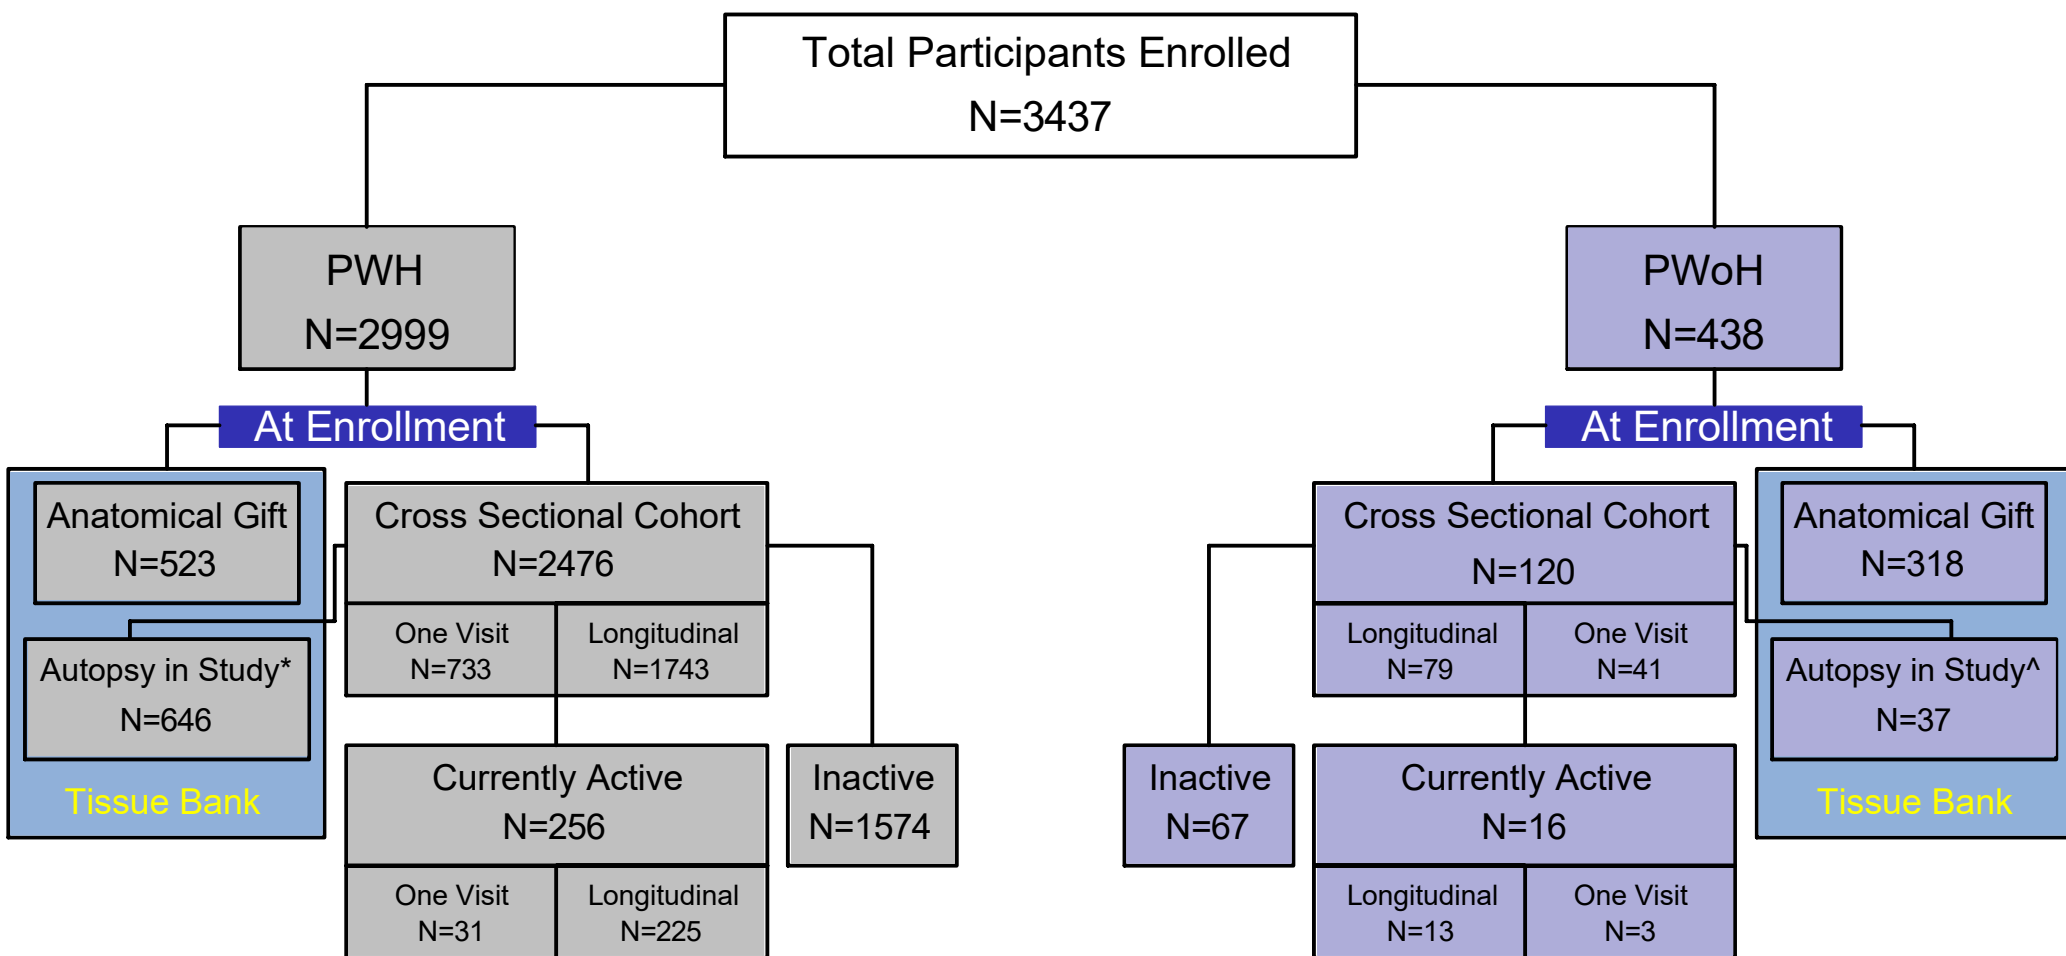 Total Participants Enrolled
N=3437
PWH
N=2999
PWoH
N=438
At Enrollment
At Enrollment
Anatomical Gift
N=523
Autopsy in Study*
N=646
Tissue Bank
Cross Sectional Cohort
N=2476
One Visit
N=733
Longitudinal
N=1743
Currently Active
N=256
One Visit
N=31
Longitudinal
N=225
Inactive
N=1574
Inactive
N=67
Cross Sectional Cohort
N=120
Longitudinal
N=79
One Visit
N=41
Currently Active
N=16
Longitudinal
N=13
One Visit
N=3
Anatomical Gift
N=318
Autopsy in Study^
N=37
Tissue Bank